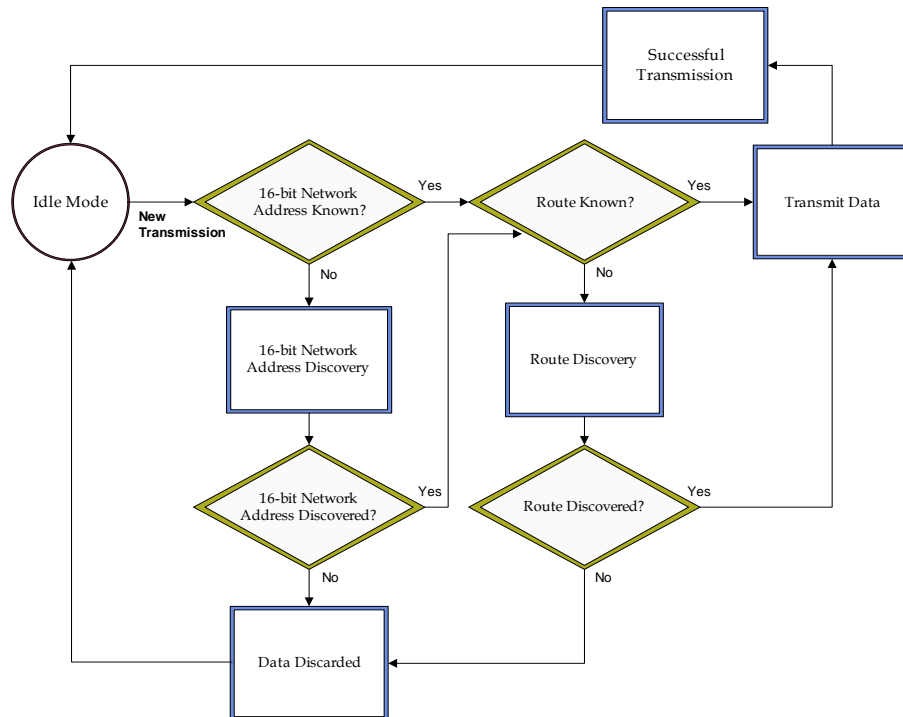 Successful
Transmission
Idle Mode
New
Transmission
16-bit Network
Address Known?
Yes
Route Known?
Yes
Transmit Data
No
No
16-bit Network
Address Discovery
Route Discovery
16-bit Network
Address Discovered?
Yes
Route Discovered?
Yes
No
No
Data Discarded